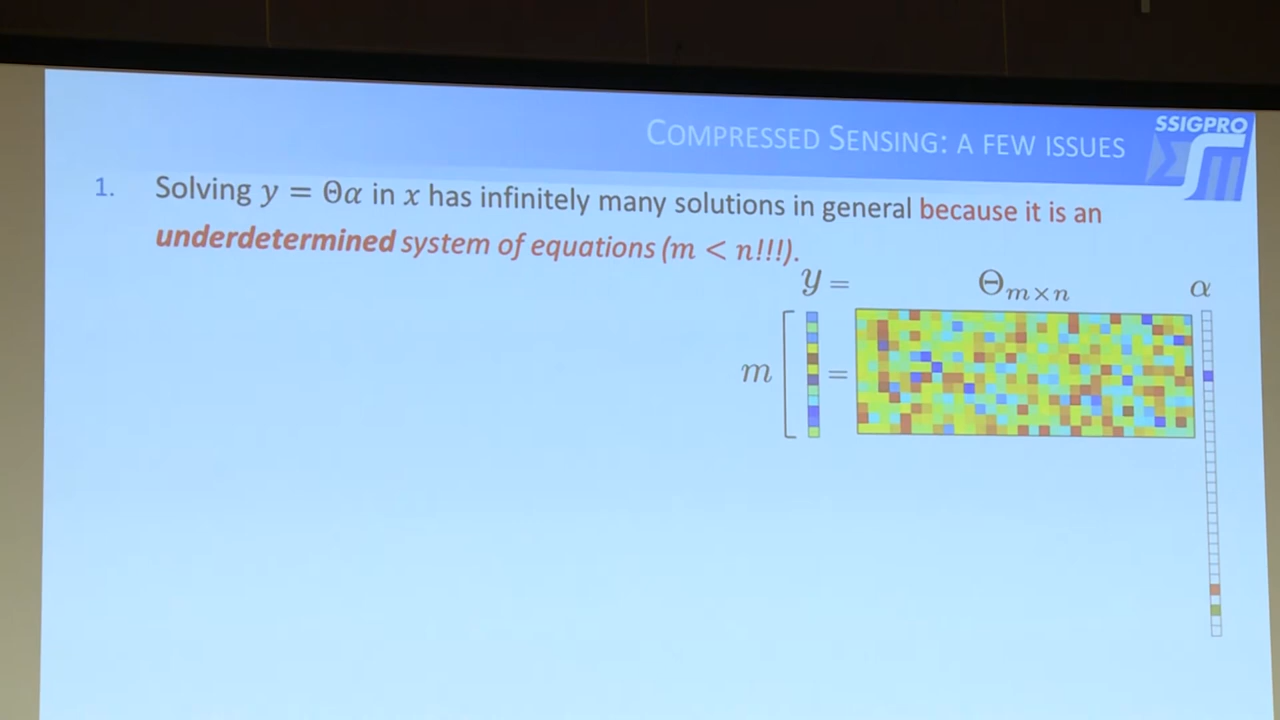 COMPRESSED SENSING: A FEW ISSUES
SSIGPRO
1. Solving y = Θα in x has infinitely many solutions in general because it is an
underdetermined system of equations (m < n!!!).
y = Θm×n α
m =